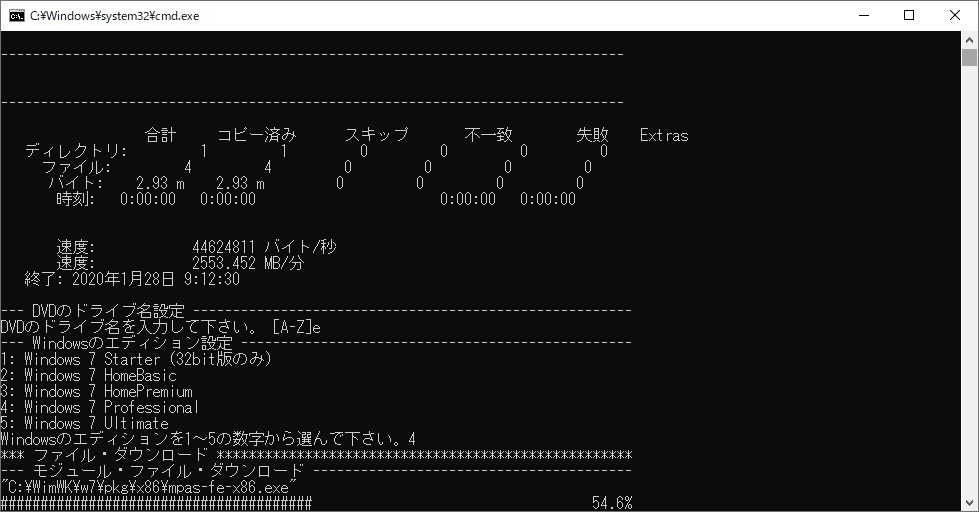 C:¥Windows¥system32¥cmd.exe
-------------------------------------------------------------------------------
-------------------------------------------------------------------------------
合計 コピー済み スキップ 不一致 失敗 Extras
ディレクトリ: 1 1 0 0 0 0
ファイル: 4 4 0 0 0 0
バイト: 2.93 m 2.93 m 0 0 0 0
時刻: 0:00:00 0:00:00 0:00:00 0:00:00
速度: 44624811 バイト/秒
速度: 2553.452 MB/分
終了: 2020年1月28日 9:12:30
--- DVDのドライブ名設定 -------------------------------------------------------
DVDのドライブ名を入力して下さい。 [A-Z]e
--- Windowsのエディション設定 -------------------------------------------------
1: Windows 7 Starter (32bit版のみ)
2: Windows 7 HomeBasic
3: Windows 7 HomePremium
4: Windows 7 Professional
5: Windows 7 Ultimate
Windowsのエディションを1～5の数字から選んで下さい。4
*** ファイル・ダウンロード ****************************************************
--- モジュール・ファイル・ダウンロード ----------------------------------------
"C:¥WimWK¥w7¥pkg¥x86¥mpas-fe-x86.exe"
####################################### 54.6%